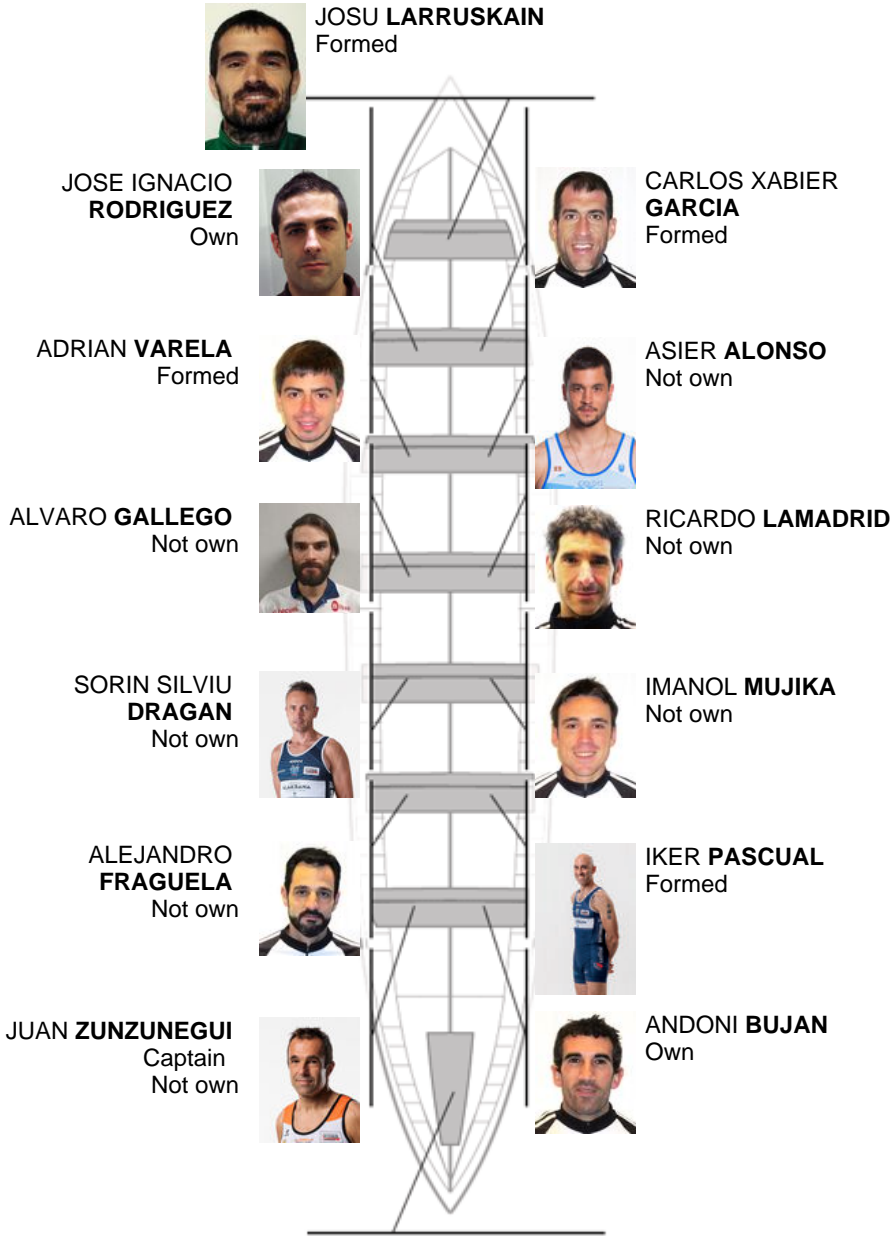 JOSU LARRUSKAIN
Formed
JOSE IGNACIO
RODRIGUEZ
Own
CARLOS XABIER
GARCIA
Formed
ADRIAN VARELA
Formed
ASIER ALONSO
Not own
ALVARO GALLEGO
Not own
RICARDO LAMADRID
Not own
SORIN SILVIU
DRAGAN
Not own
IMANOL MUJIKA
Not own
ALEJANDRO
FRAGUELA
Not own
IKER PASCUAL
Formed
JUAN ZUNZUNEGUI
Captain
Not own
ANDONI BUJAN
Own